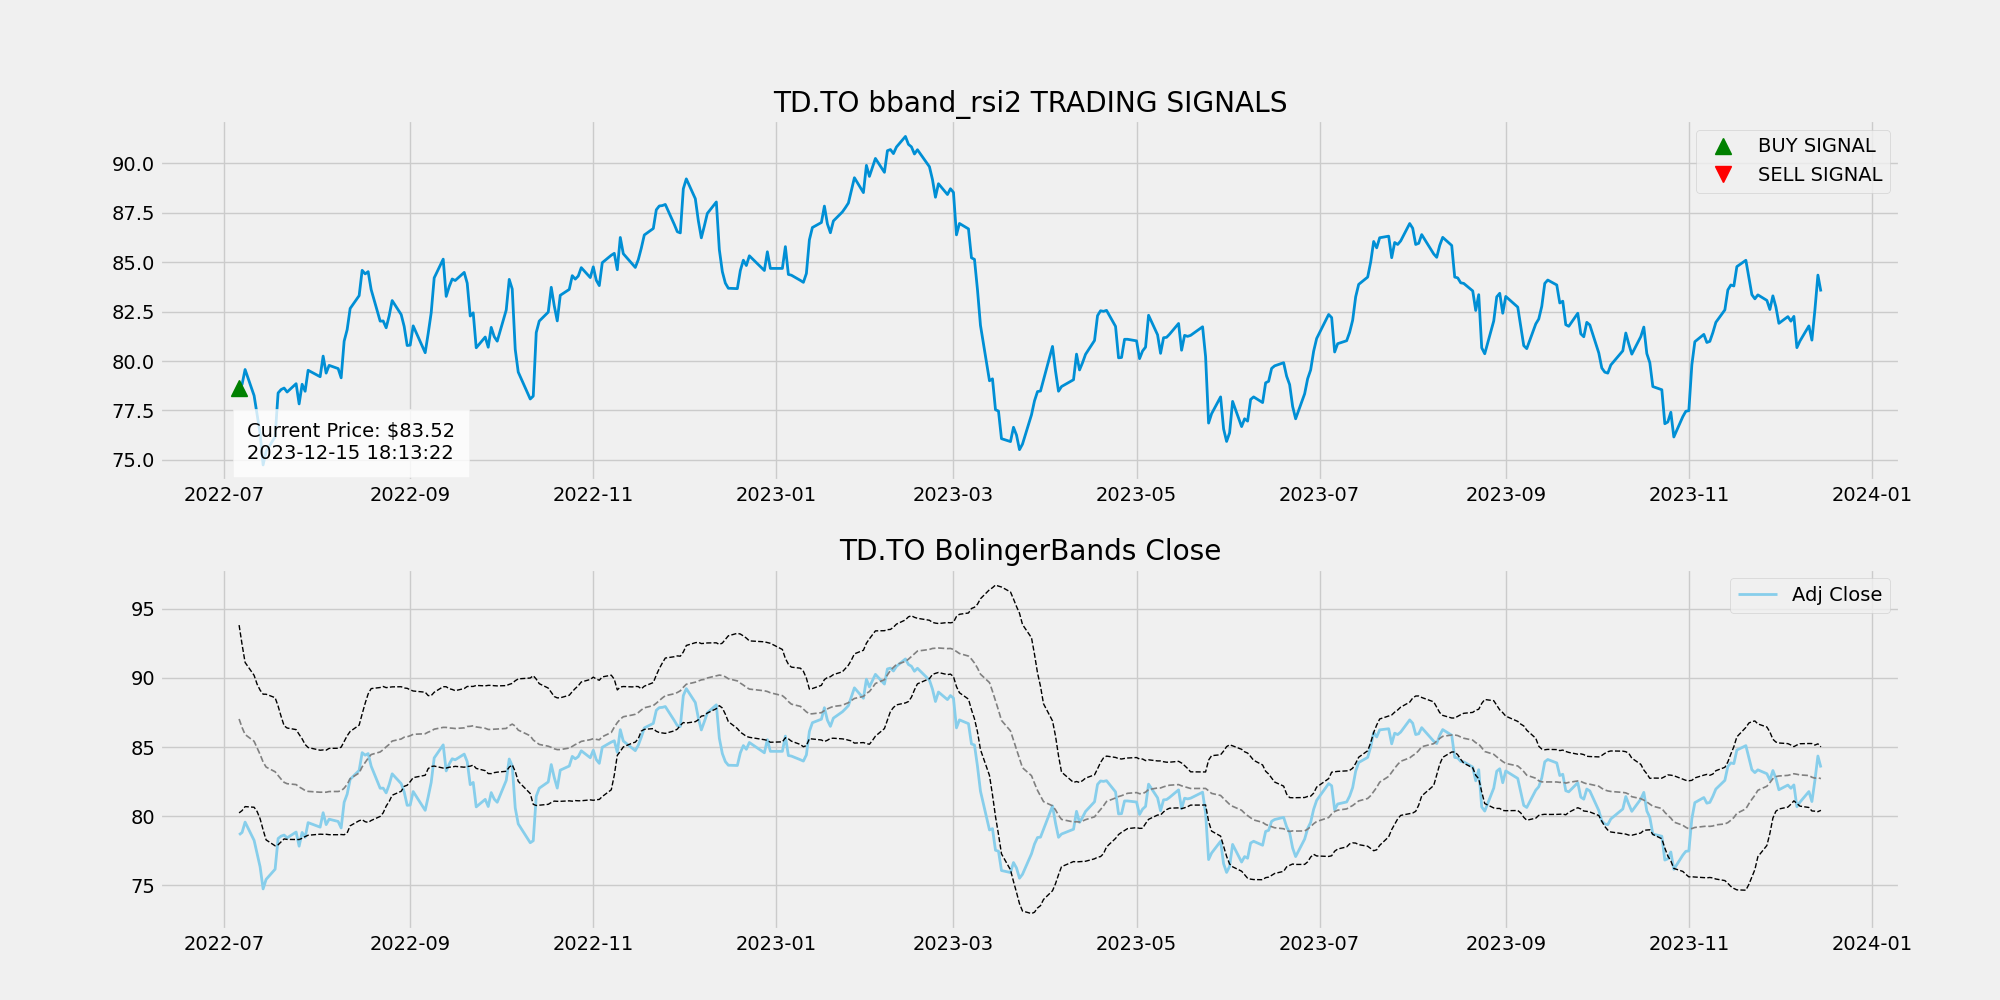 TD.TO bband_rsi2 TRADING SIGNALS
BUY SIGNAL
SELL SIGNAL
90.0
87.5
85.0
82.5
80.0
77.5
75.0
Current Price: $83.52
2023-12-15 18:13:22
2022-07 2022-09 2022-11 2023-01 2023-03 2023-05 2023-07 2023-09 2023-11 2024-01
TD.TO BolingerBands Close
Adj Close
95
90
85
80
75
2022-07 2022-09 2022-11 2023-01 2023-03 2023-05 2023-07 2023-09 2023-11 2024-01